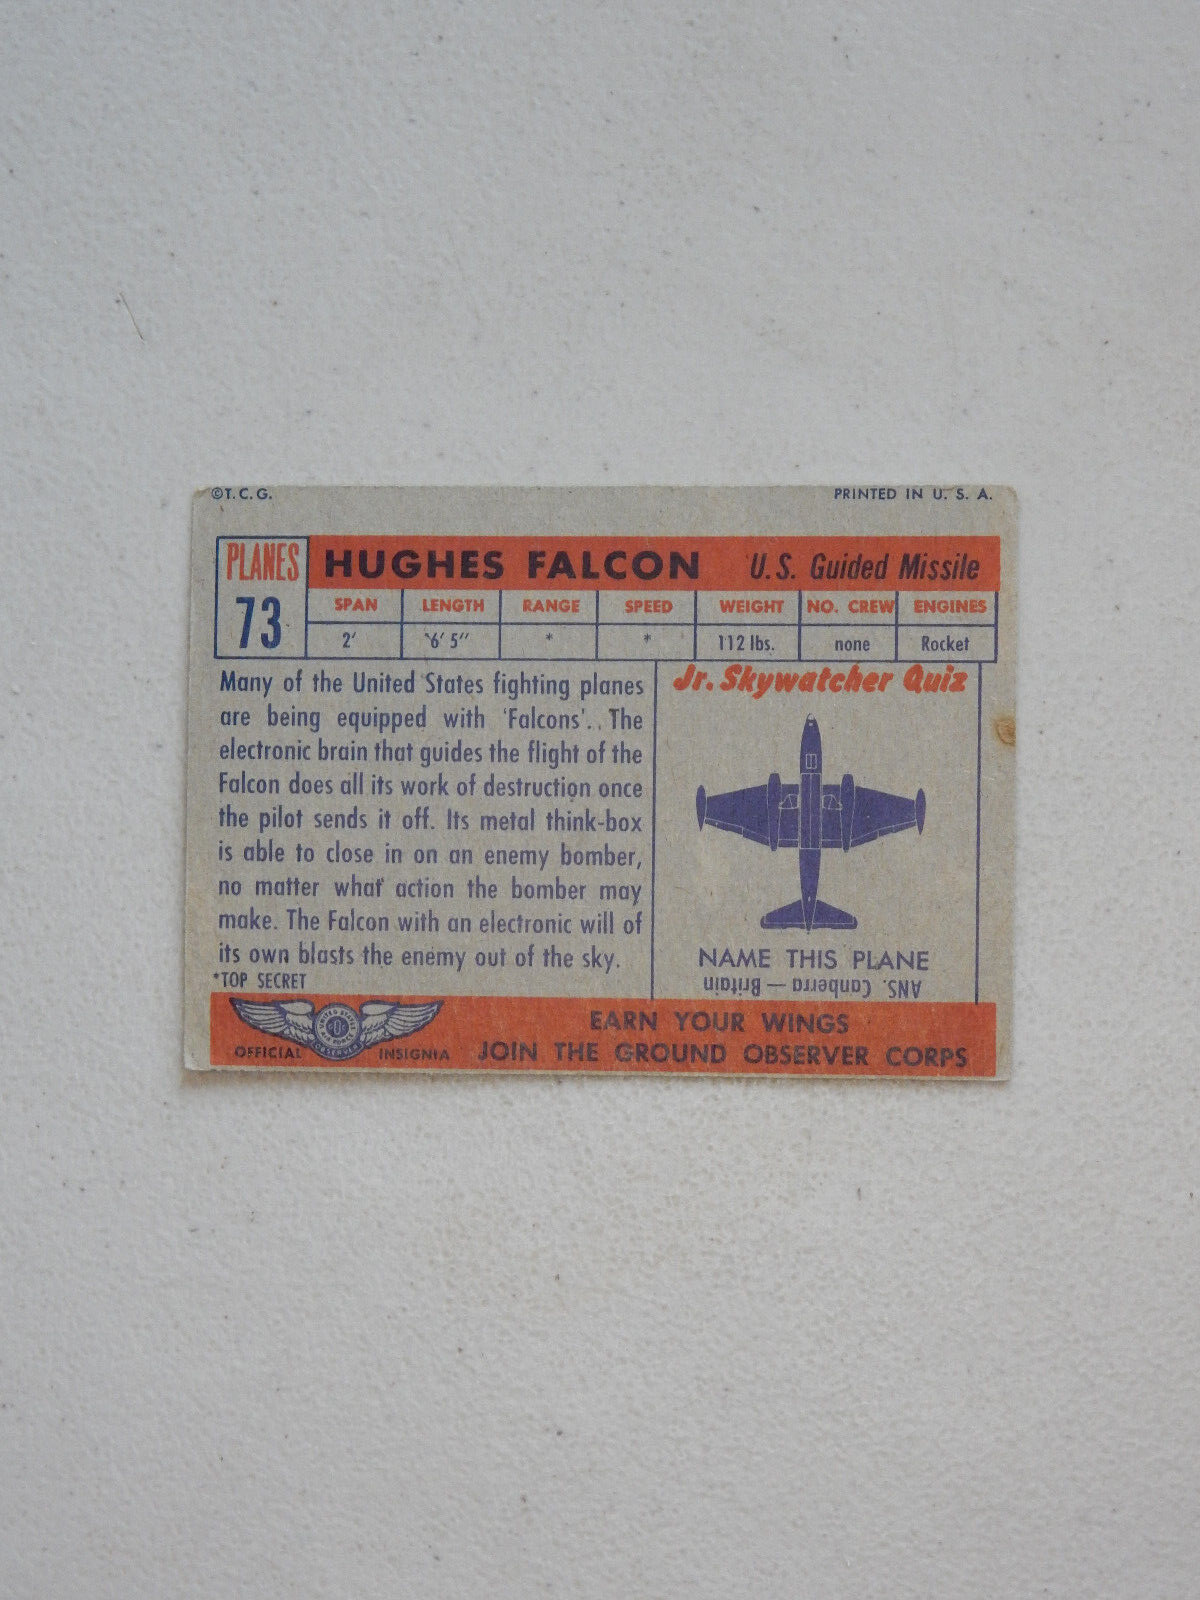 ©T.C.G.
PRINTED IN U. S. A.
PLANES
73
HUGHES FALCON U.S. Guided Missile
SPAN LENGTH RANGE SPEED WEIGHT NO. CREW ENGINES
2' 6' 5" * * 112 lbs. none Rocket
Many of the United States fighting planes
are being equipped with 'Falcons'. The
electronic brain that guides the flight of the
Falcon does all its work of destruction once
the pilot sends it off. Its metal think-box
is able to close in on an enemy bomber,
no matter what action the bomber may
make. The Falcon with an electronic will of
its own blasts the enemy out of the sky.
*TOP SECRET
Jr. Skywatcher Quiz
NAME THIS PLANE
ANS. Canberra — Britain
OFFICIAL INSIGNIA
UNITED STATES
AIR FORCE
OBSERVER
EARN YOUR WINGS
JOIN THE GROUND OBSERVER CORPS